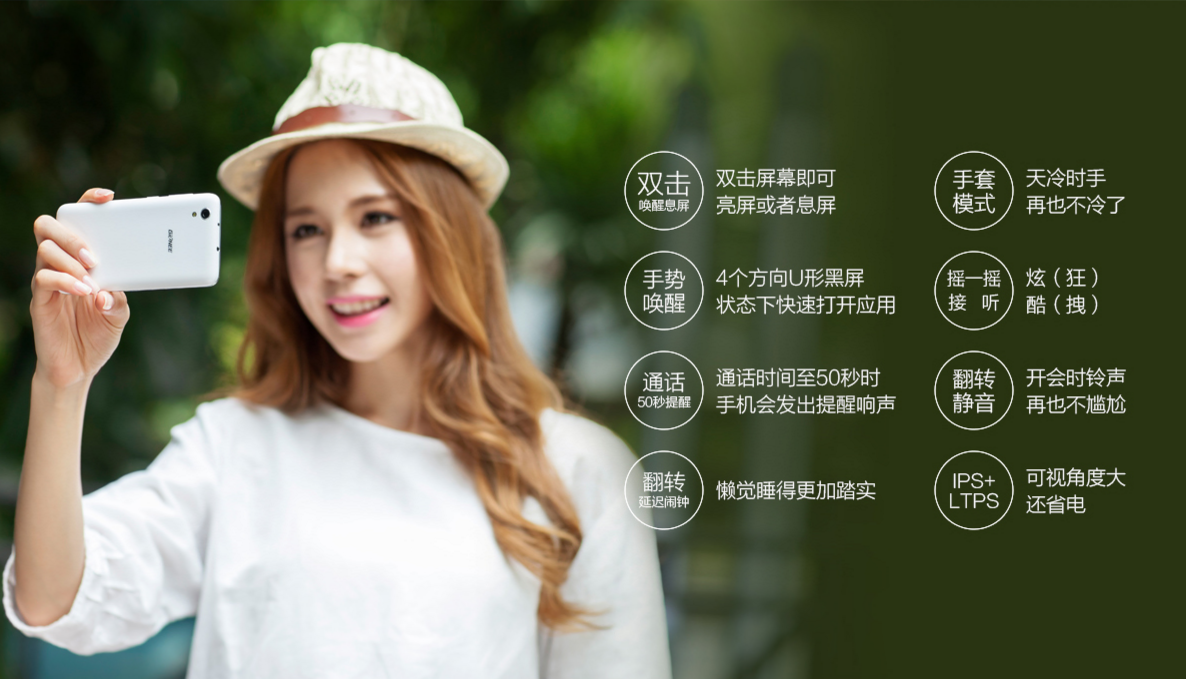 双击
唤醒息屏
双击屏幕即可
亮屏或者息屏
手套
模式
天冷时手
再也不冷了
手势
唤醒
4个方向U形黑屏
状态下快速打开应用
摇一摇
接 听
炫（狂）
酷（拽）
通话
50秒提醒
通话时间至50秒时
手机会发出提醒响声
翻转
静音
开会时铃声
再也不尴尬
翻转
延迟闹钟
懒觉睡得更加踏实
IPS+
LTPS
可视角度大
还省电